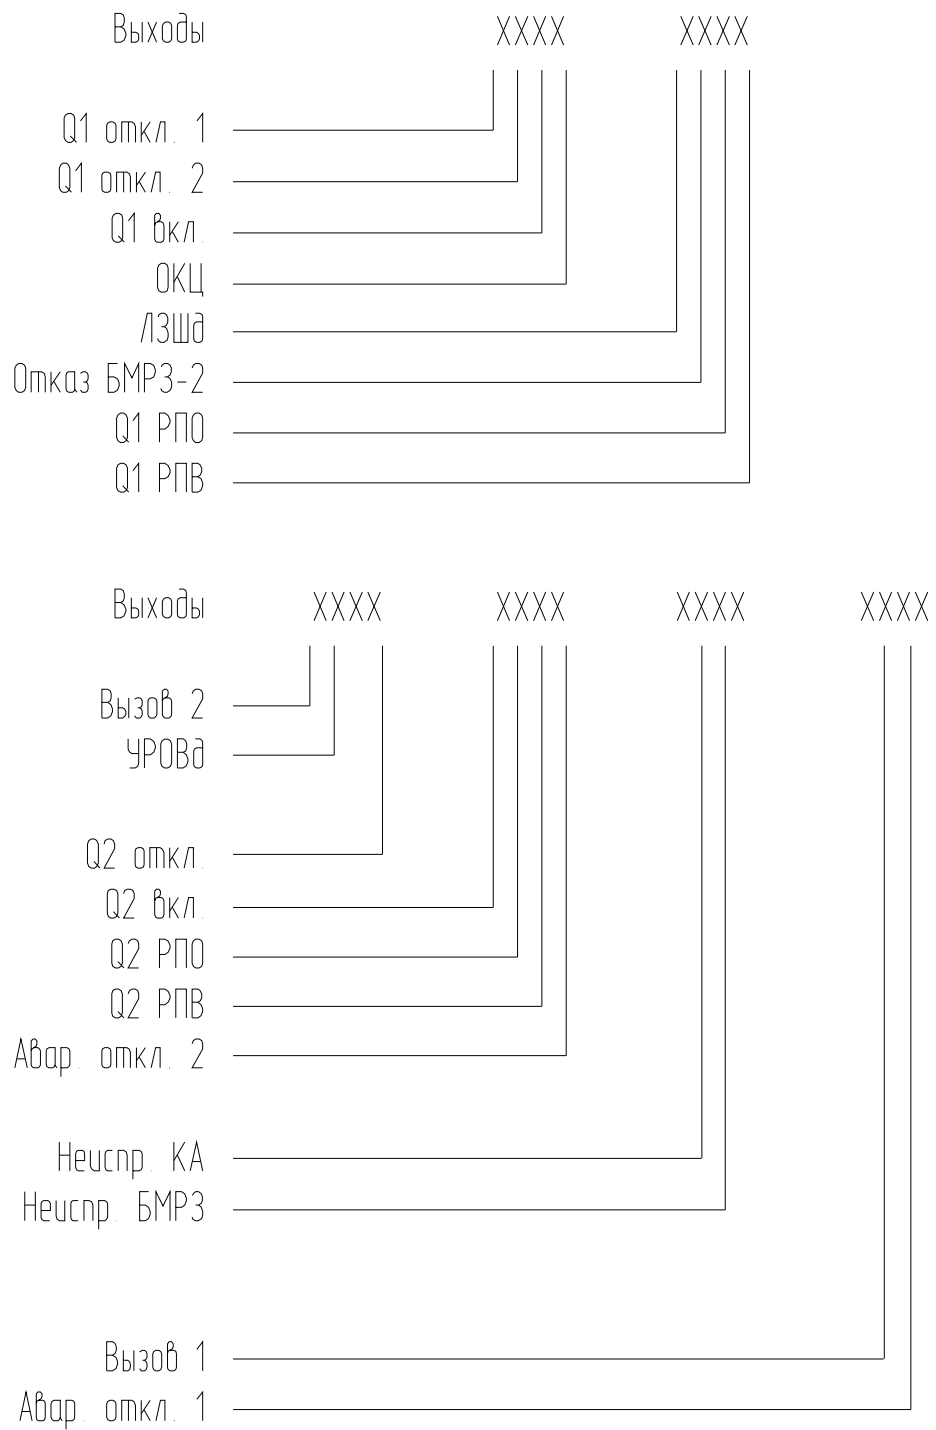 Выходы XXXX XXXX
Q1 откл. 1
Q1 откл. 2
Q1 вкл.
ОКЦ
ЛЗШд
Отказ БМРЗ-2
Q1 РПО
Q1 РПВ
Выходы XXXX XXXX XXXX XXXX
Вызов 2
УРОВд
Q2 откл.
Q2 вкл.
Q2 РПО
Q2 РПВ
Авар. откл. 2
Неиспр. КА
Неиспр. БМРЗ
Вызов 1
Авар. откл. 1